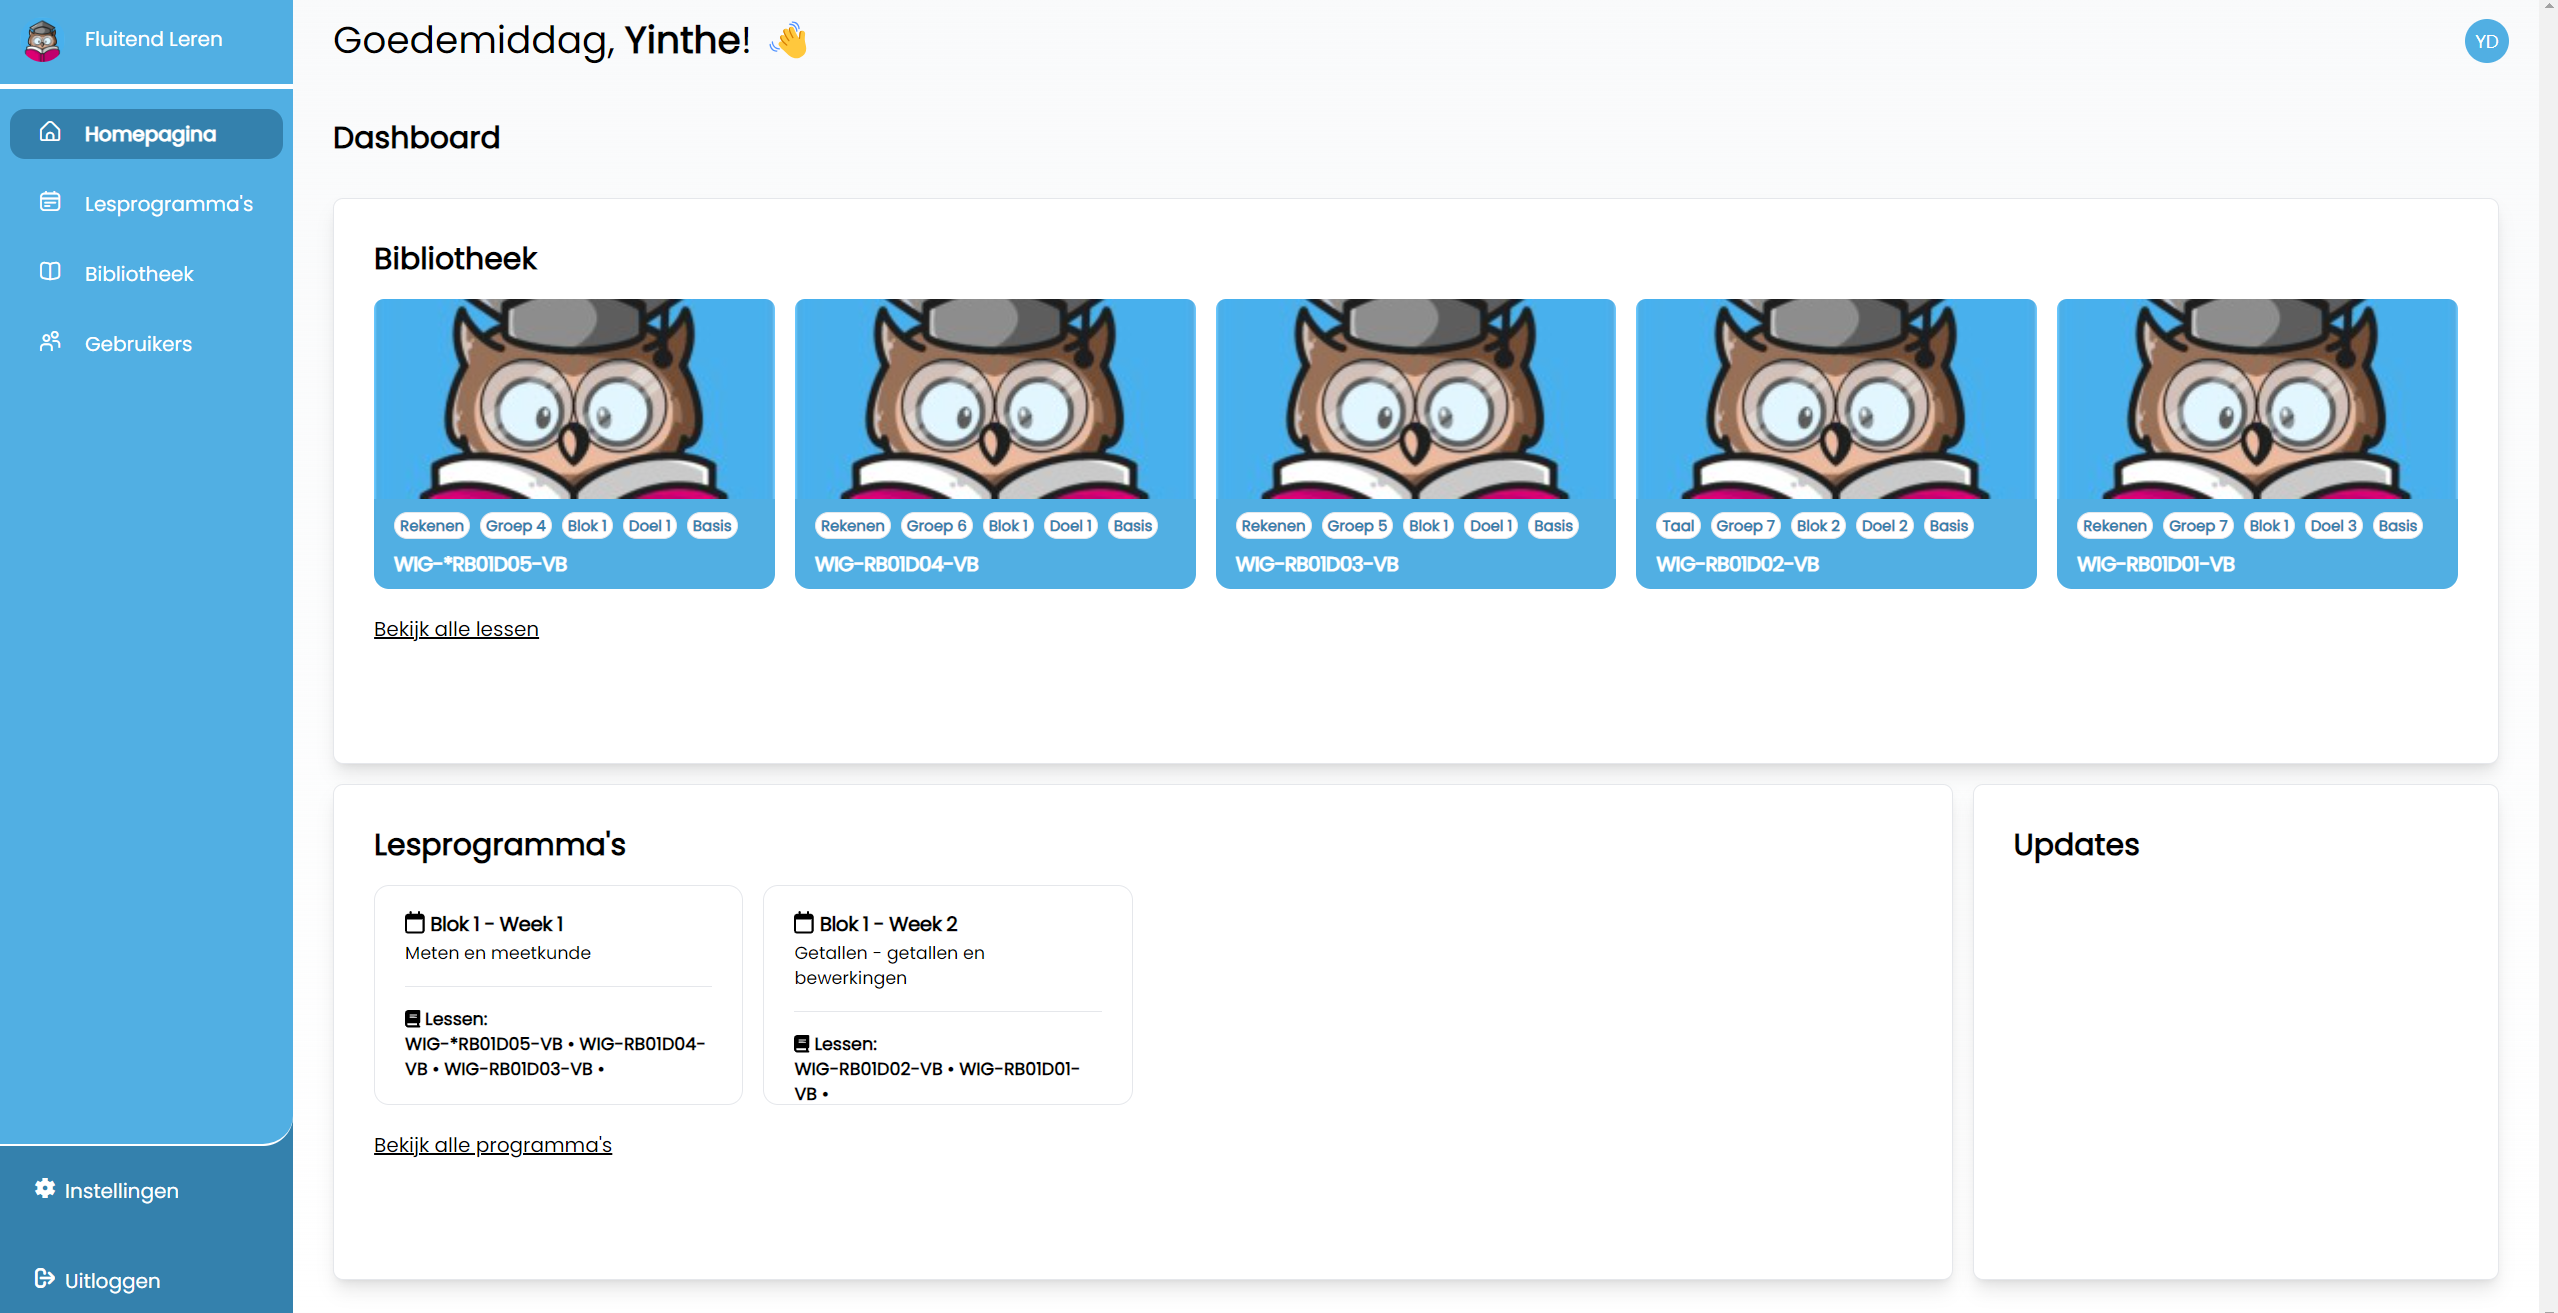 Fluitend Leren
Homepagina
Lesprogramma's
Bibliotheek
Gebruikers
Instellingen
Uitloggen
Goedemiddag, Yinthe! 👋
YD
Dashboard
Bibliotheek
Rekenen Groep 4 Blok 1 Doel 1 Basis
WIG-*RB01D05-VB
Rekenen Groep 6 Blok 1 Doel 1 Basis
WIG-RB01D04-VB
Rekenen Groep 5 Blok 1 Doel 1 Basis
WIG-RB01D03-VB
Taal Groep 7 Blok 2 Doel 2 Basis
WIG-RB01D02-VB
Rekenen Groep 7 Blok 1 Doel 3 Basis
WIG-RB01D01-VB
Bekijk alle lessen
Lesprogramma's
Blok 1 - Week 1
Meten en meetkunde
Lessen:
WIG-*RB01D05-VB • WIG-RB01D04-
VB • WIG-RB01D03-VB •
Blok 1 - Week 2
Getallen - getallen en
bewerkingen
Lessen:
WIG-RB01D02-VB • WIG-RB01D01-
VB •
Bekijk alle programma's
Updates